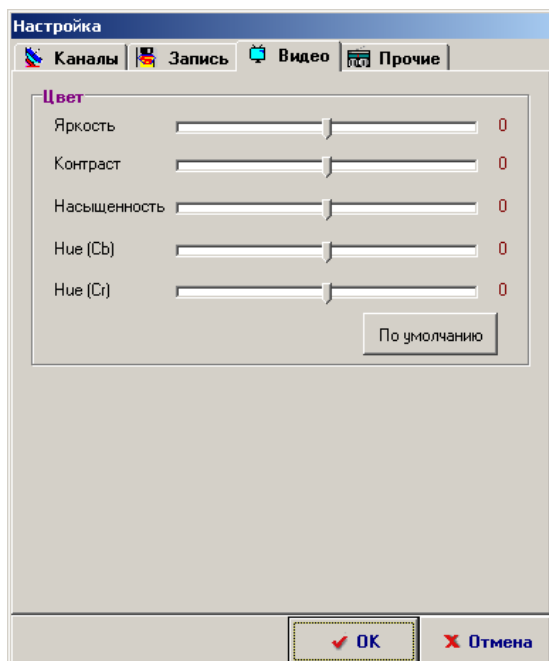 Настройка
Каналы Запись Видео Прочие
Цвет
Яркость 0
Контраст 0
Насыщенность 0
Hue (Cb) 0
Hue (Cr) 0
По умолчанию
OK Отмена